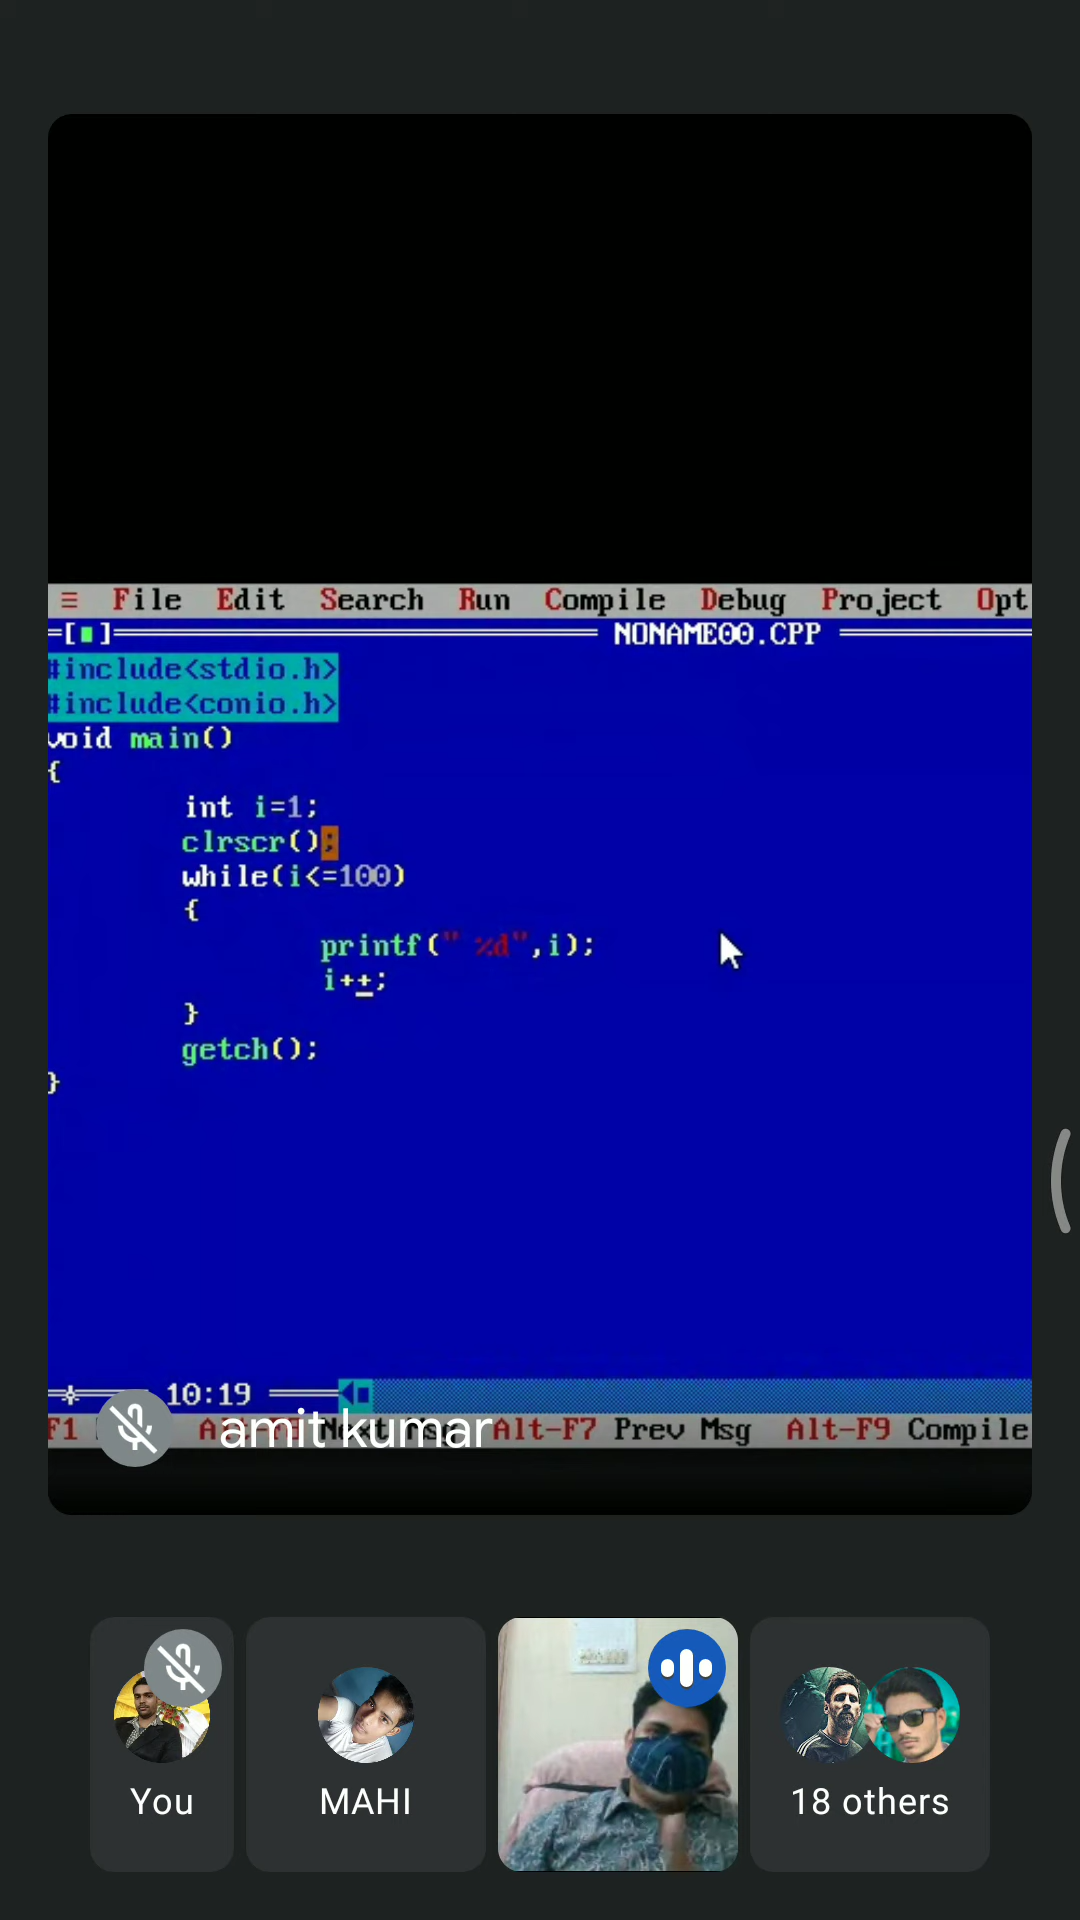 ≡ File Edit Search Run Compile Debug Project Opt
[■] NONAME00.CPP
#include<stdio.h>
#include<conio.h>
void main()
{
int i=1;
clrscr();
while(i<=100)
{
printf(" %d",i);
i++;
}
getch();
}
10:19
F1 Next Msg Alt-F7 Prev Msg Alt-F9 Compile
amit kumar
You
MAHI
18 others